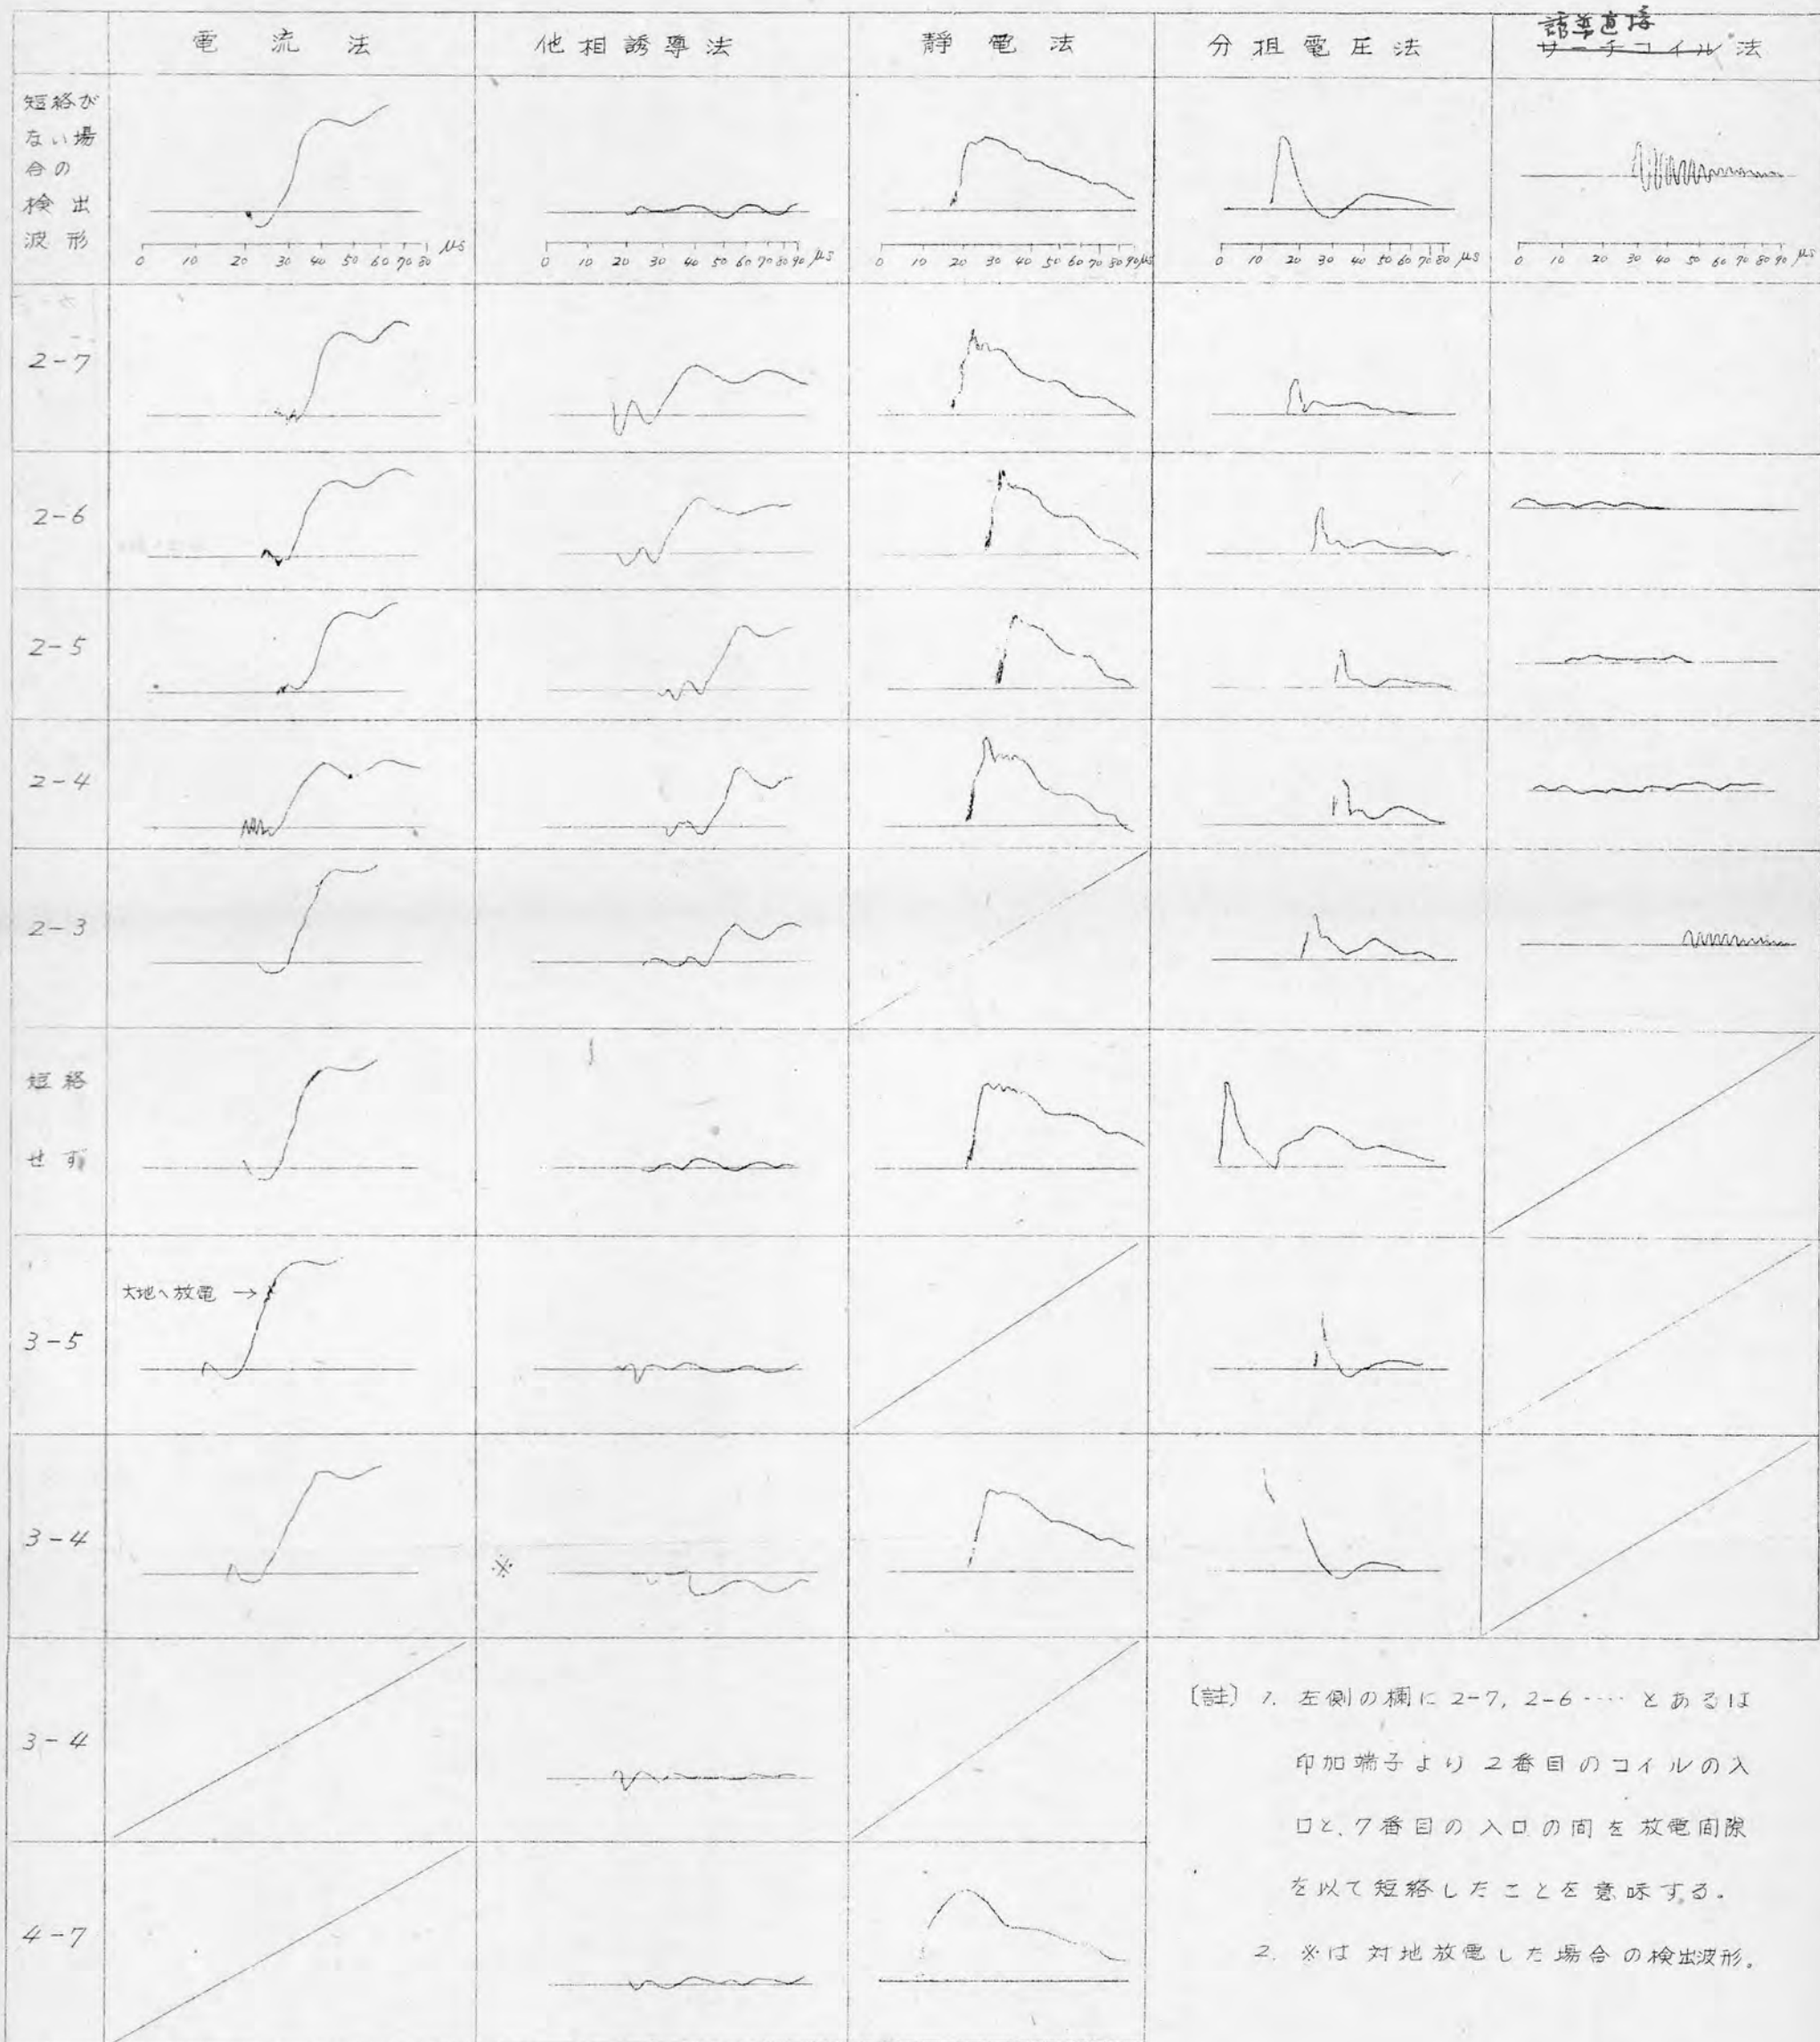 電流法 他相誘導法 静電法 分担電圧法 誘導直接
サーチコイル法
短絡が
ない場
合の
検出
波形
0 10 20 30 40 50 60 70 80 μs
0 10 20 30 40 50 60 70 80 90 μs
0 10 20 30 40 50 60 70 80 90 μs
0 10 20 30 40 50 60 70 80 μs
0 10 20 30 40 50 60 70 80 90 μs
2-7
2-6
2-5
2-4
2-3
短絡
せず
大地へ放電 →
3-5
3-4
※
3-4
4-7
〔註〕 1. 左側の欄に 2-7, 2-6 ‥‥ とあるは
印加端子より 2番目のコイルの入
口と、7番目の入口の間を放電間隙
を以て短絡したことを意味する。
2. ※は対地放電した場合の検出波形。